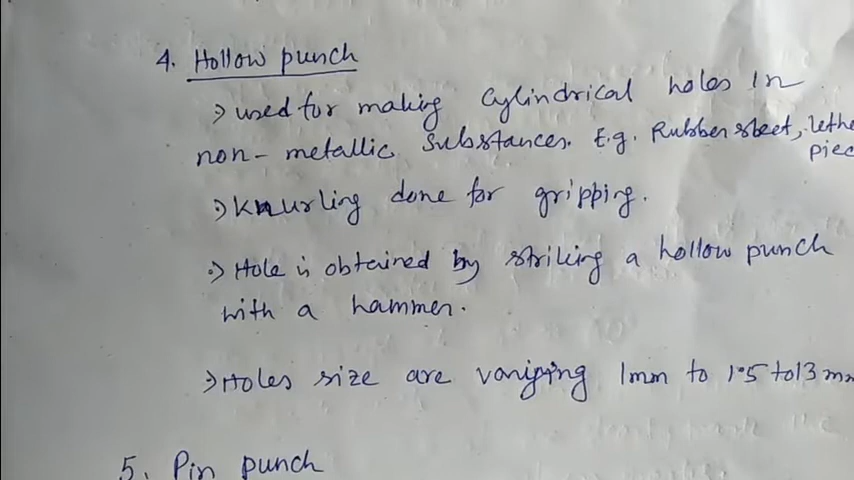 4. Hollow punch
→ used for making cylindrical holes in
non-metallic substances. E.g. Rubber sheet, lethe
piec
→ Knurling done for gripping.
→ Hole is obtained by striking a hollow punch
with a hammer.
→ Holes size are varying 1mm to 1.5 to 13 mm
5. Pin punch